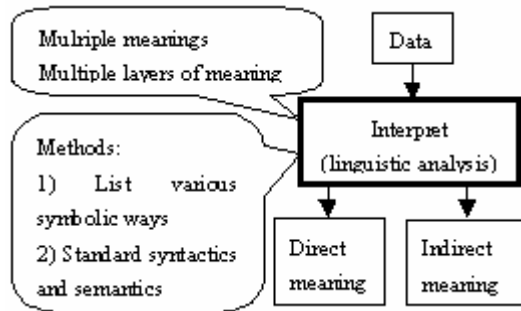 Mulriple meanings
Multiple layers of meaning
Data
Interpret
(linguistic analysis)
Methods:
1) List various
symbolic ways
2) Standard syntactics
and semantics
Direct
meaning
Indirect
meaning